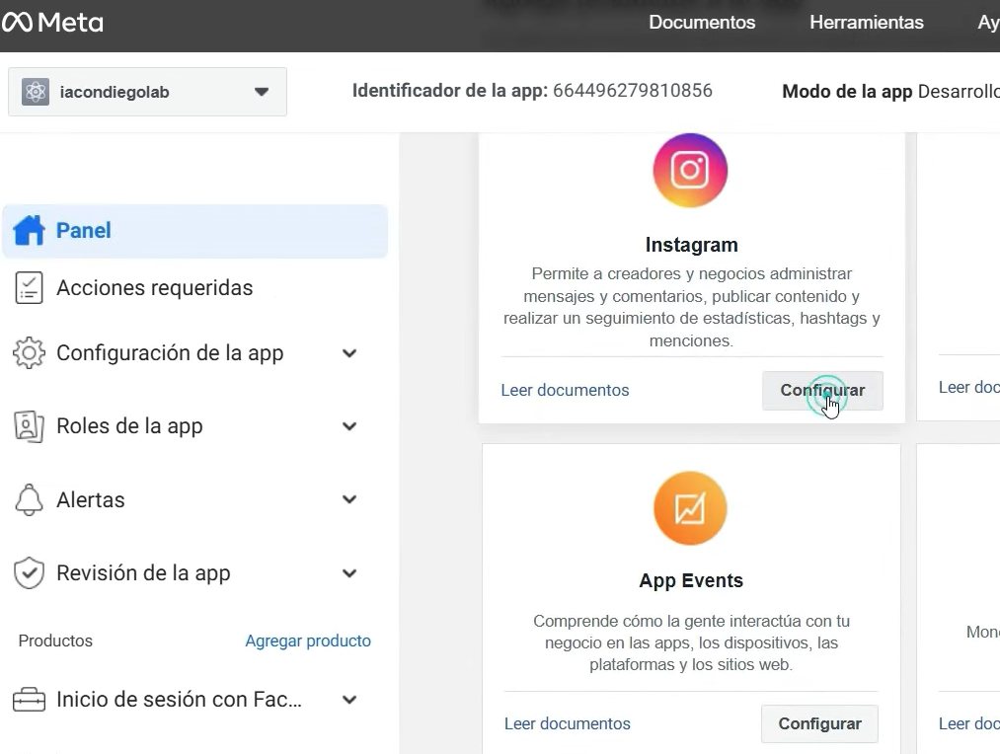 Meta
Documentos
Herramientas
Ay
iacondiegolab
Identificador de la app: 664496279810856
Modo de la app Desarrollo
Panel
Acciones requeridas
Configuración de la app
Roles de la app
Alertas
Revisión de la app
Productos
Agregar producto
Inicio de sesión con Fac...
Instagram
Permite a creadores y negocios administrar
mensajes y comentarios, publicar contenido y
realizar un seguimiento de estadísticas, hashtags y
menciones.
Leer documentos
Configurar
Leer doc
App Events
Comprende cómo la gente interactúa con tu
negocio en las apps, los dispositivos, las
plataformas y los sitios web.
Leer documentos
Configurar
Mone
Leer doc